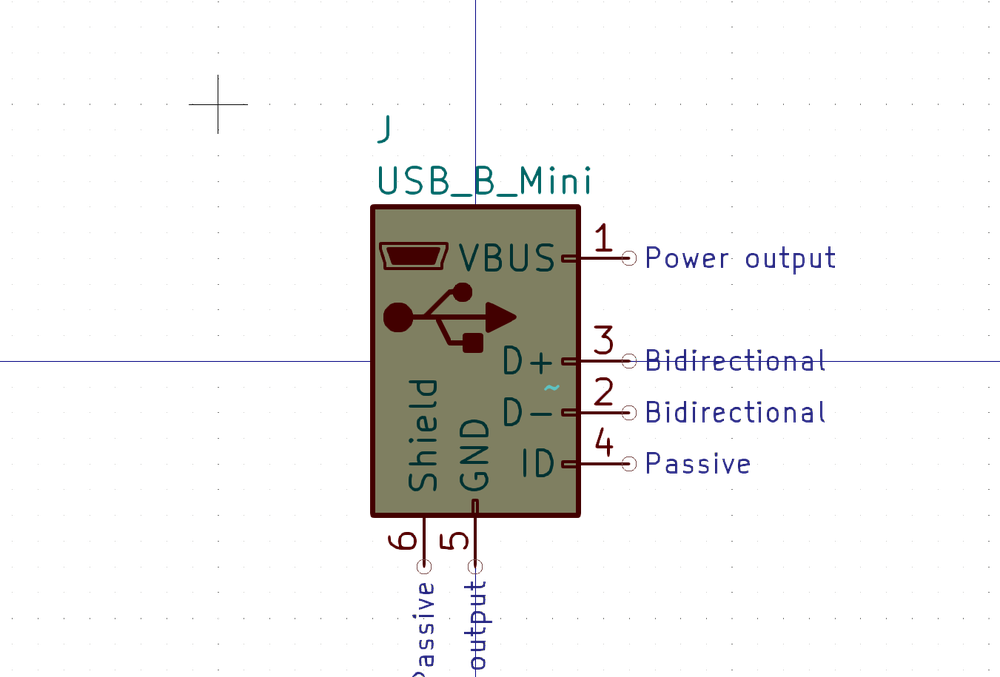 J
USB_B_Mini
VBUS
1
Power output
D+
3
Bidirectional
~
D-
2
Bidirectional
ID
4
Passive
Shield
GND
6
5
Passive
output